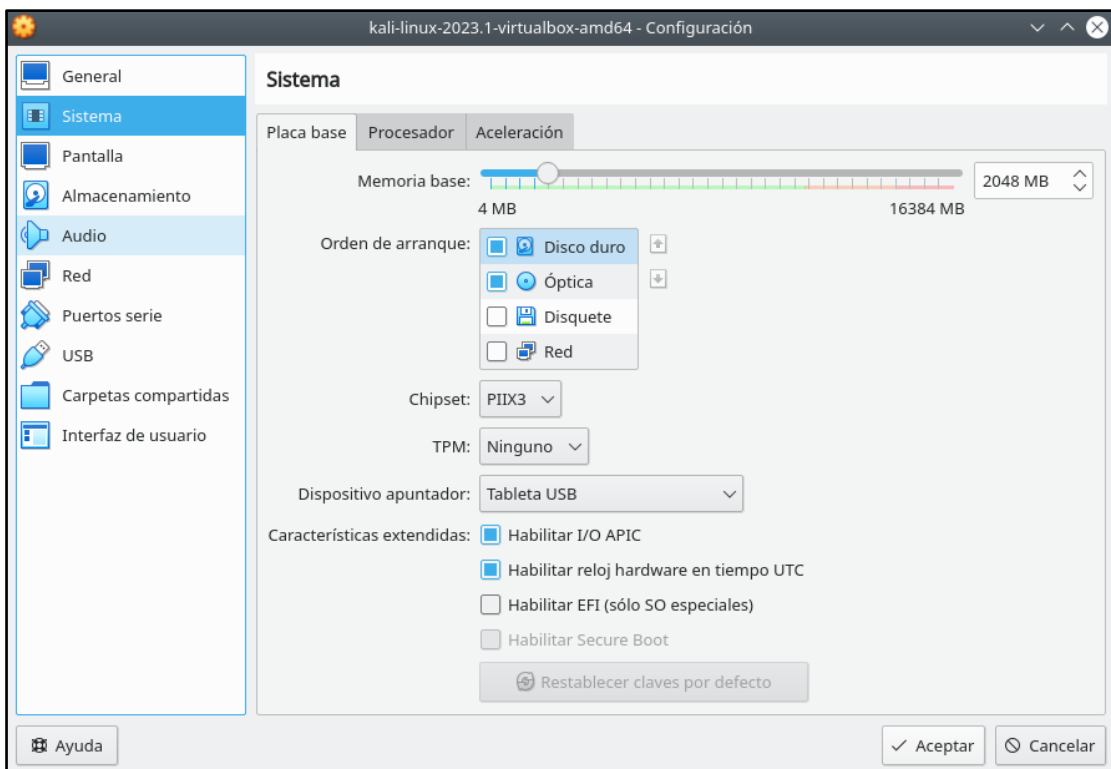 kali-linux-2023.1-virtualbox-amd64 - Configuración
General
Sistema
Pantalla
Almacenamiento
Audio
Red
Puertos serie
USB
Carpetas compartidas
Interfaz de usuario
Sistema
Placa base Procesador Aceleración
Memoria base: 2048 MB
4 MB 16384 MB
Orden de arranque: Disco duro
Óptica
Disquete
Red
Chipset: PIIX3
TPM: Ninguno
Dispositivo apuntador: Tableta USB
Características extendidas: Habilitar I/O APIC
Habilitar reloj hardware en tiempo UTC
Habilitar EFI (sólo SO especiales)
Habilitar Secure Boot
Restablecer claves por defecto
Ayuda Aceptar Cancelar